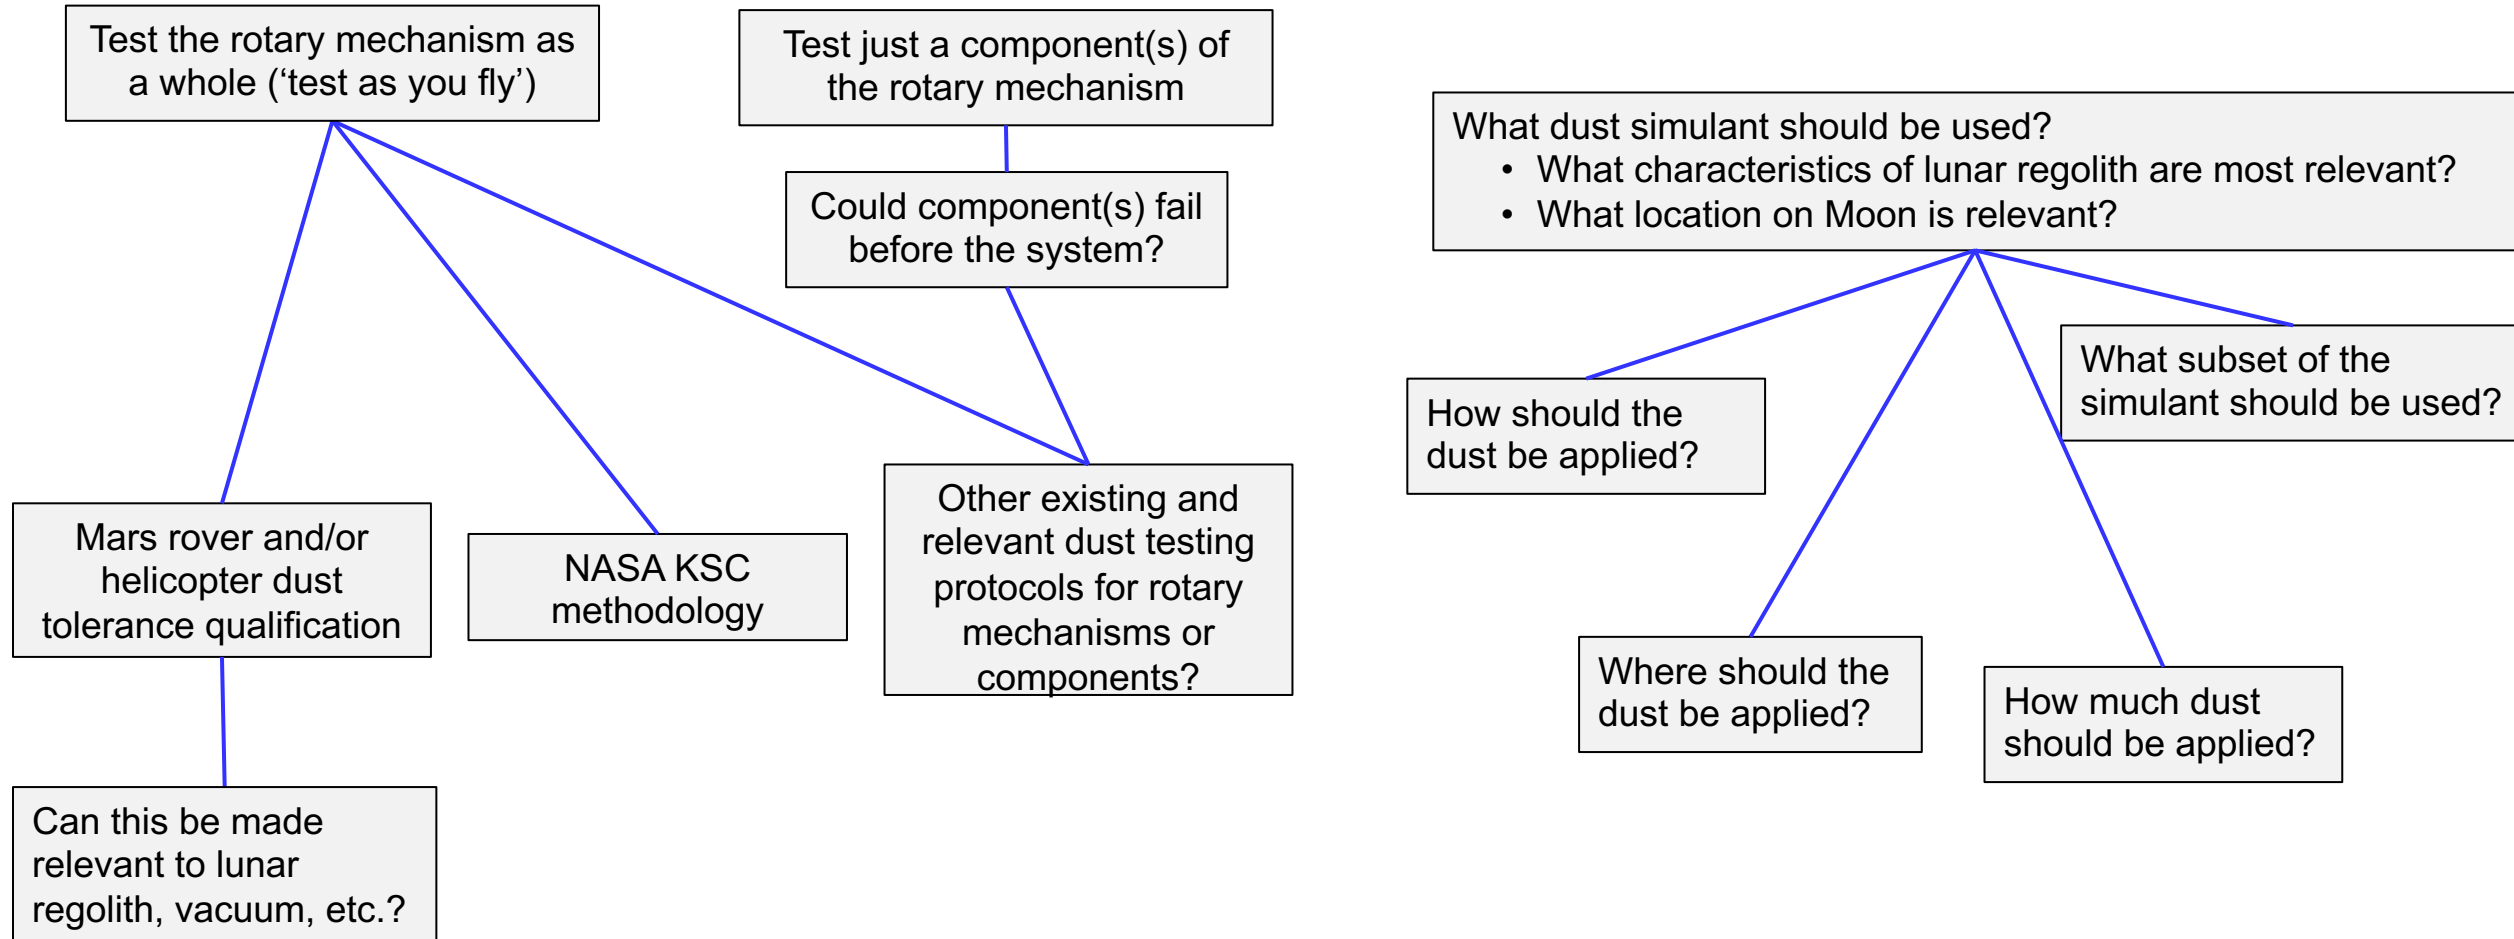 Test the rotary mechanism as
a whole (‘test as you fly’)
Test just a component(s) of
the rotary mechanism
Could component(s) fail
before the system?
Mars rover and/or
helicopter dust
tolerance qualification
NASA KSC
methodology
Other existing and
relevant dust testing
protocols for rotary
mechanisms or
components?
Can this be made
relevant to lunar
regolith, vacuum, etc.?
What dust simulant should be used?
• What characteristics of lunar regolith are most relevant?
• What location on Moon is relevant?
How should the
dust be applied?
What subset of the
simulant should be used?
Where should the
dust be applied?
How much dust
should be applied?